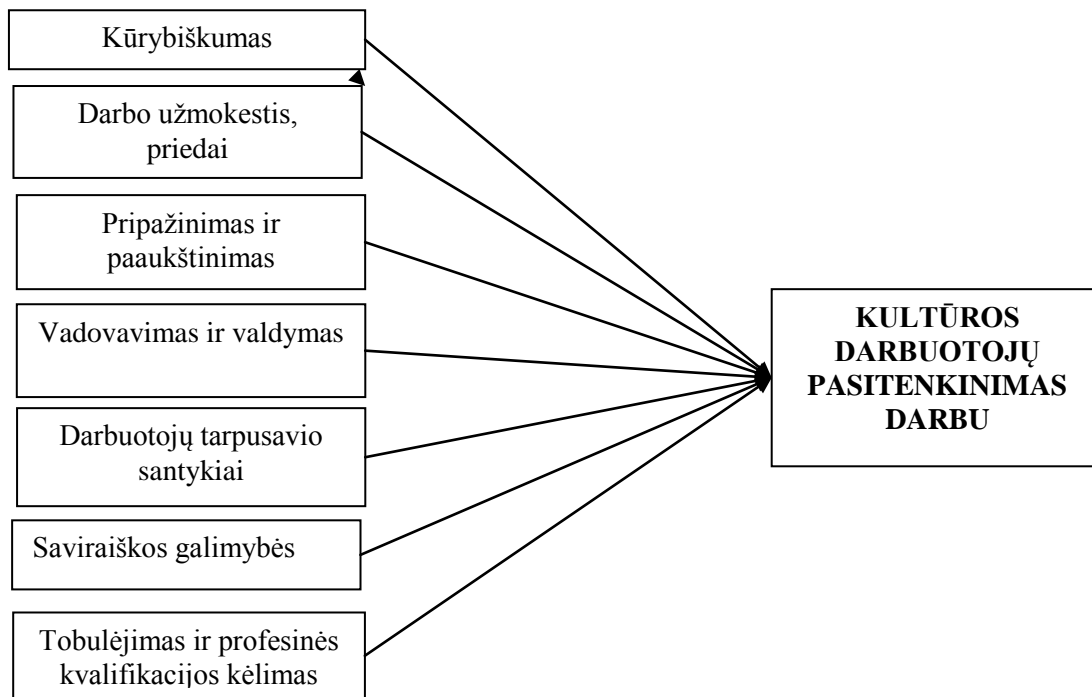 Kūrybiškumas
Darbo užmokestis,
priedai
Pripažinimas ir
paaukštinimas
Vadovavimas ir valdymas
Darbuotojų tarpusavio
santykiai
Saviraiškos galimybės
Tobulėjimas ir profesinės
kvalifikacijos kėlimas
KULTŪROS
DARBUOTOJŲ
PASITENKINIMAS
DARBU